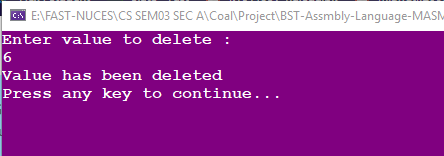 E:\FAST-NUCES\CS SEM03 SEC A\Coal\Project\BST-Assmbly-Language-MASM
Enter value to delete :
6
Value has been deleted
Press any key to continue...